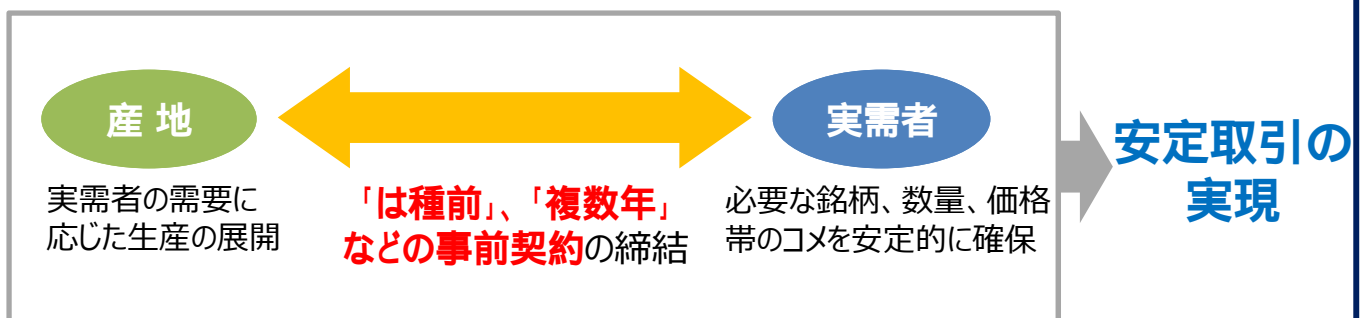 産 地
実需者の需要に
応じた生産の展開
「は種前」、「複数年」
などの事前契約の締結
実需者
必要な銘柄、数量、価格
帯のコメを安定的に確保
安定取引の
実現